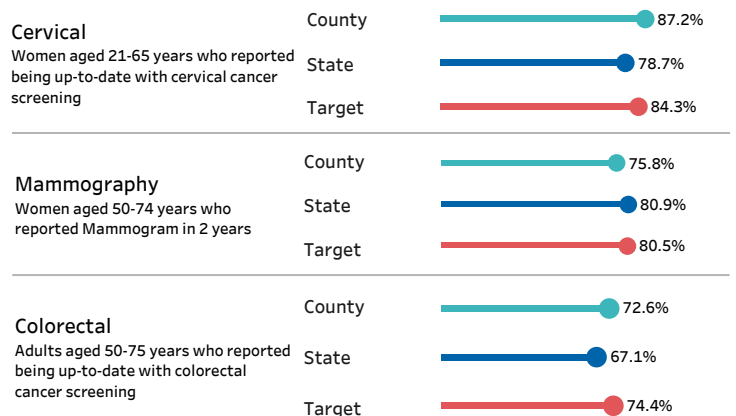 Cervical
Women aged 21-65 years who reported
being up-to-date with cervical cancer
screening
County
87.2%
State
78.7%
Target
84.3%
Mammography
Women aged 50-74 years who
reported Mammogram in 2 years
County
75.8%
State
80.9%
Target
80.5%
Colorectal
Adults aged 50-75 years who reported
being up-to-date with colorectal
cancer screening
County
72.6%
State
67.1%
Target
74.4%